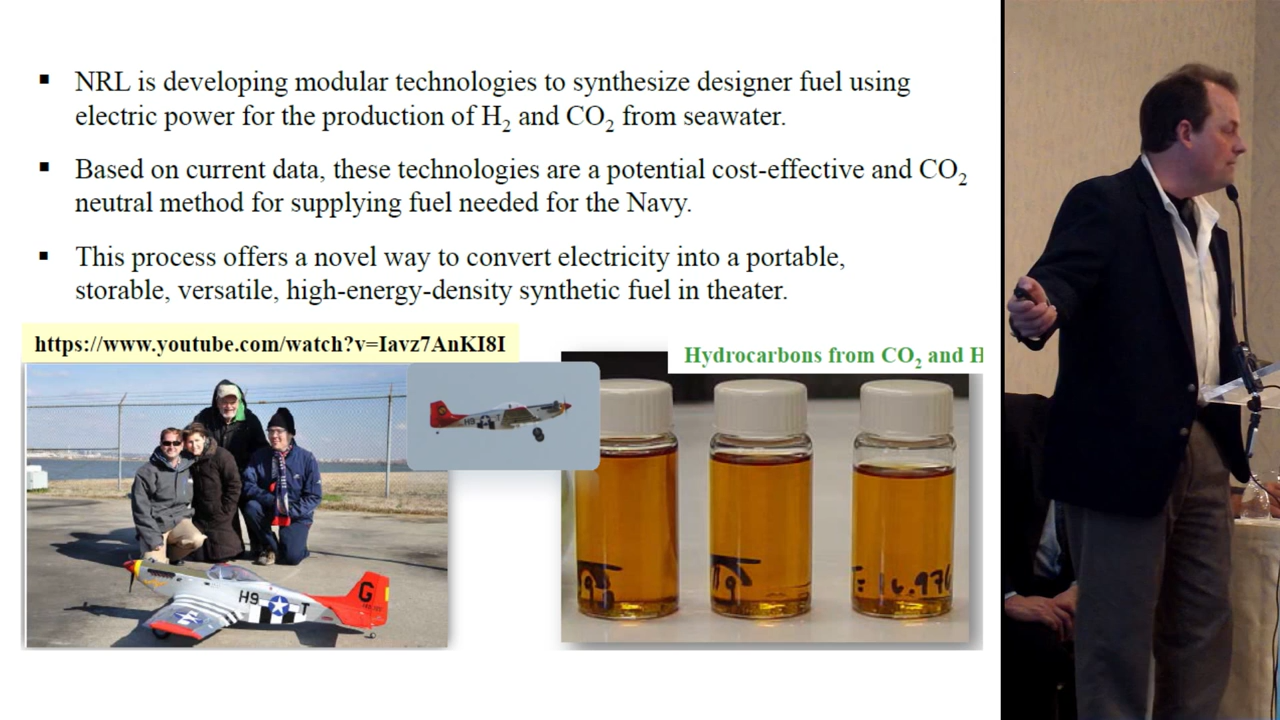 ▪ NRL is developing modular technologies to synthesize designer fuel using
electric power for the production of H₂ and CO₂ from seawater.
▪ Based on current data, these technologies are a potential cost-effective and CO₂
neutral method for supplying fuel needed for the Navy.
▪ This process offers a novel way to convert electricity into a portable,
storable, versatile, high-energy-density synthetic fuel in theater.
https://www.youtube.com/watch?v=Iavz7AnKI8I
Hydrocarbons from CO₂ and H
H9 T
G